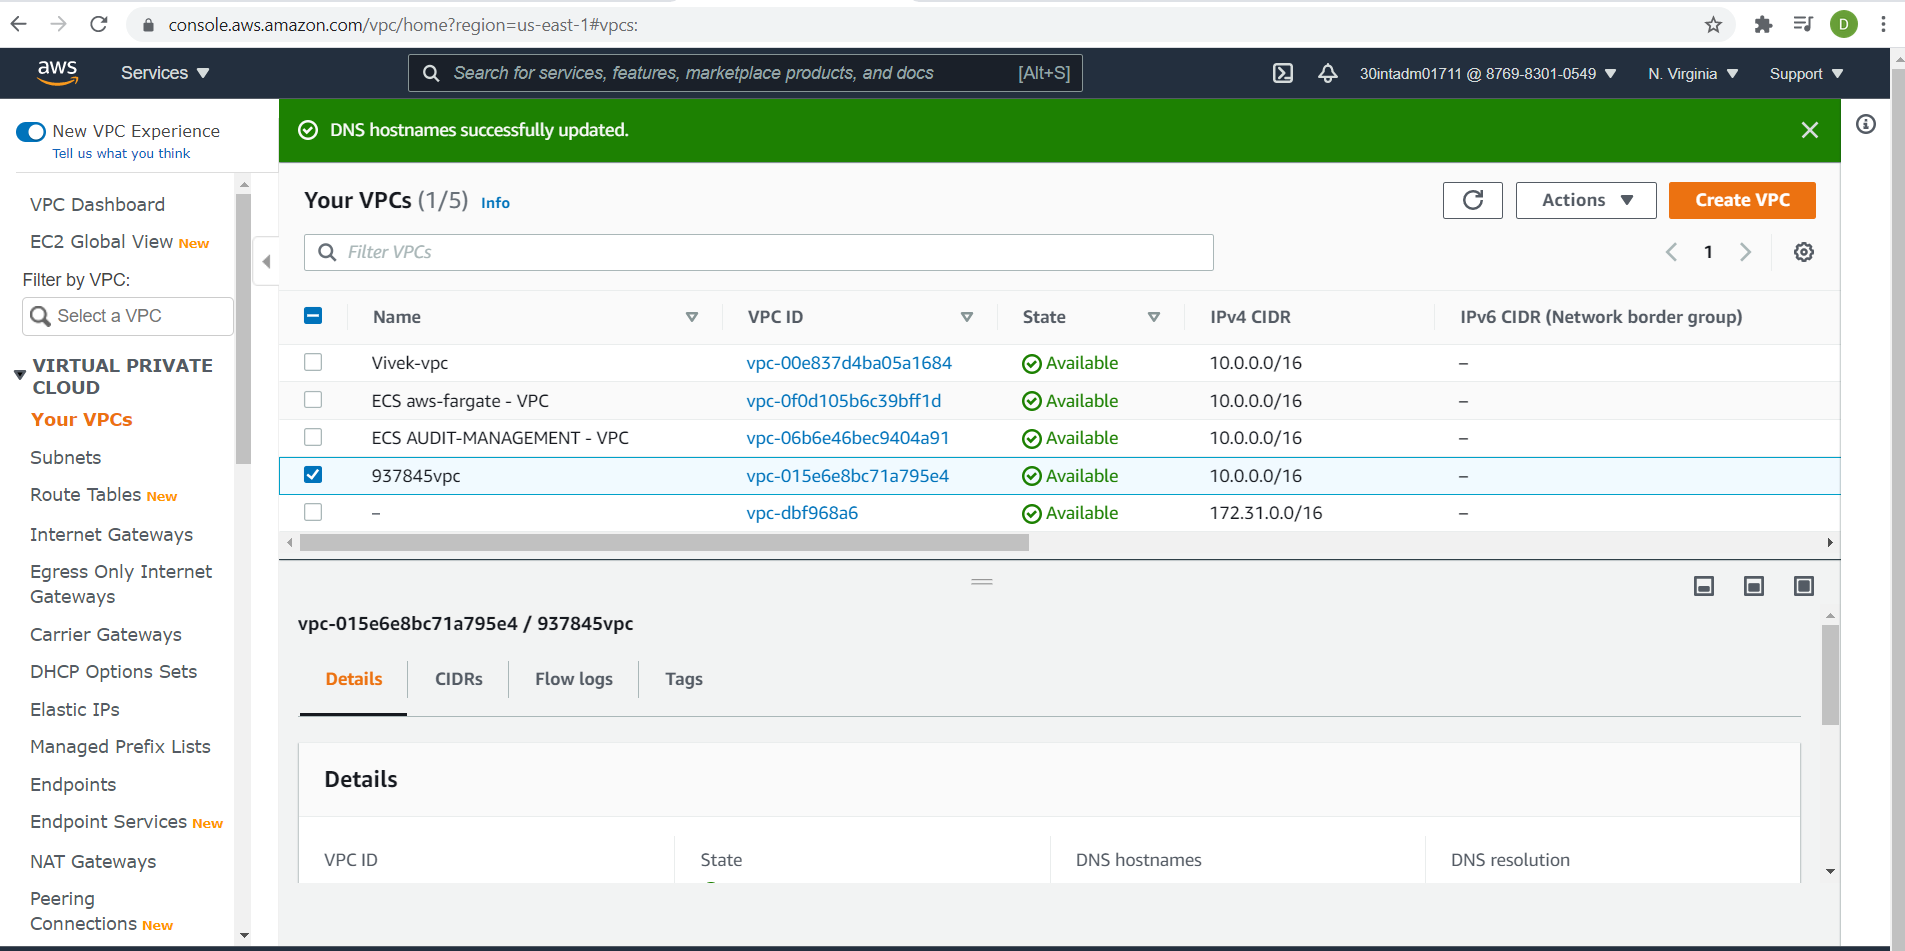 console.aws.amazon.com/vpc/home?region=us-east-1#vpcs:
D
aws
Services
Search for services, features, marketplace products, and docs [Alt+S]
30intadm01711 @ 8769-8301-0549
N. Virginia
Support
New VPC Experience
Tell us what you think
VPC Dashboard
EC2 Global View New
Filter by VPC:
Select a VPC
VIRTUAL PRIVATE
CLOUD
Your VPCs
Subnets
Route Tables New
Internet Gateways
Egress Only Internet
Gateways
Carrier Gateways
DHCP Options Sets
Elastic IPs
Managed Prefix Lists
Endpoints
Endpoint Services New
NAT Gateways
Peering
Connections New
DNS hostnames successfully updated.
Your VPCs (1/5) Info
Actions
Create VPC
Filter VPCs
1
Name VPC ID State IPv4 CIDR IPv6 CIDR (Network border group)
Vivek-vpc vpc-00e837d4ba05a1684 Available 10.0.0.0/16 –
ECS aws-fargate - VPC vpc-0f0d105b6c39bff1d Available 10.0.0.0/16 –
ECS AUDIT-MANAGEMENT - VPC vpc-06b6e46bec9404a91 Available 10.0.0.0/16 –
937845vpc vpc-015e6e8bc71a795e4 Available 10.0.0.0/16 –
– vpc-dbf968a6 Available 172.31.0.0/16 –
vpc-015e6e8bc71a795e4 / 937845vpc
Details CIDRs Flow logs Tags
Details
VPC ID State DNS hostnames DNS resolution